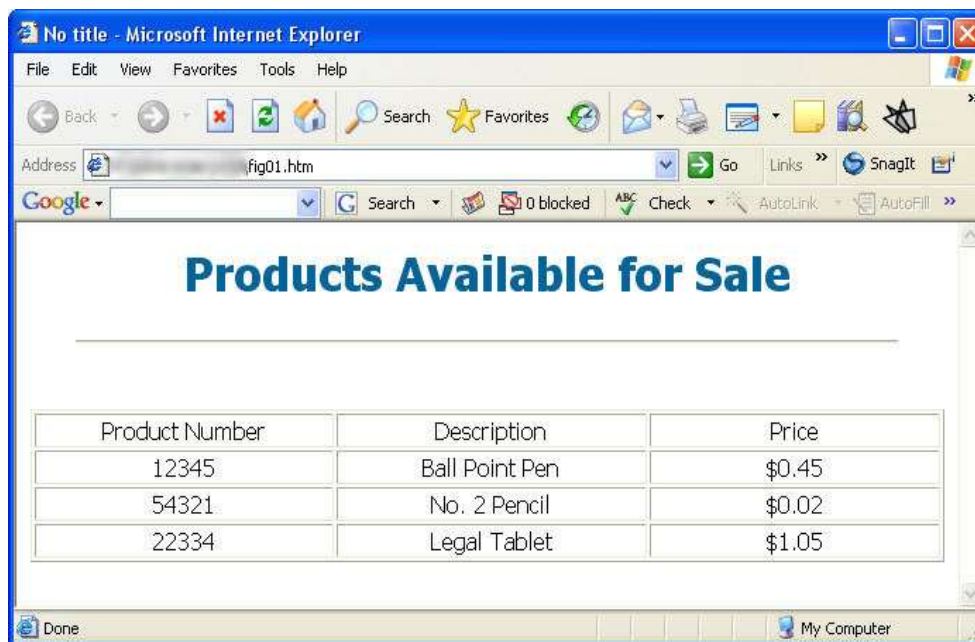 No title - Microsoft Internet Explorer
File Edit View Favorites Tools Help
Back Search Favorites
Address fig01.htm Go Links » SnagIt
Google G Search 0 blocked ABC Check AutoLink AutoFill »
Products Available for Sale
Product Number Description Price
12345 Ball Point Pen $0.45
54321 No. 2 Pencil $0.02
22334 Legal Tablet $1.05
Done My Computer